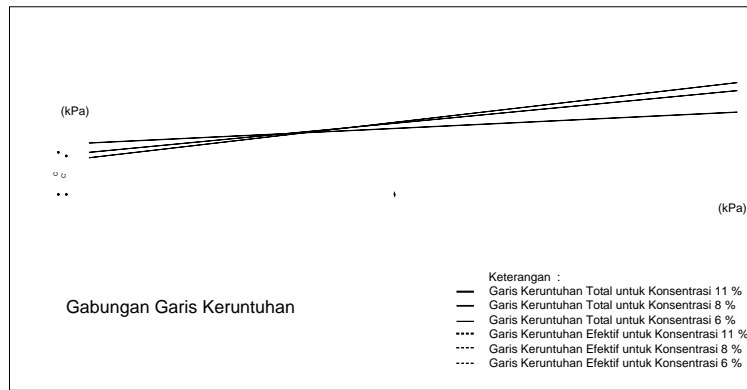 (kPa)
C
C
(kPa)
Gabungan Garis Keruntuhan
Keterangan :
Garis Keruntuhan Total untuk Konsentrasi 11 %
Garis Keruntuhan Total untuk Konsentrasi 8 %
Garis Keruntuhan Total untuk Konsentrasi 6 %
Garis Keruntuhan Efektif untuk Konsentrasi 11 %
Garis Keruntuhan Efektif untuk Konsentrasi 8 %
Garis Keruntuhan Efektif untuk Konsentrasi 6 %